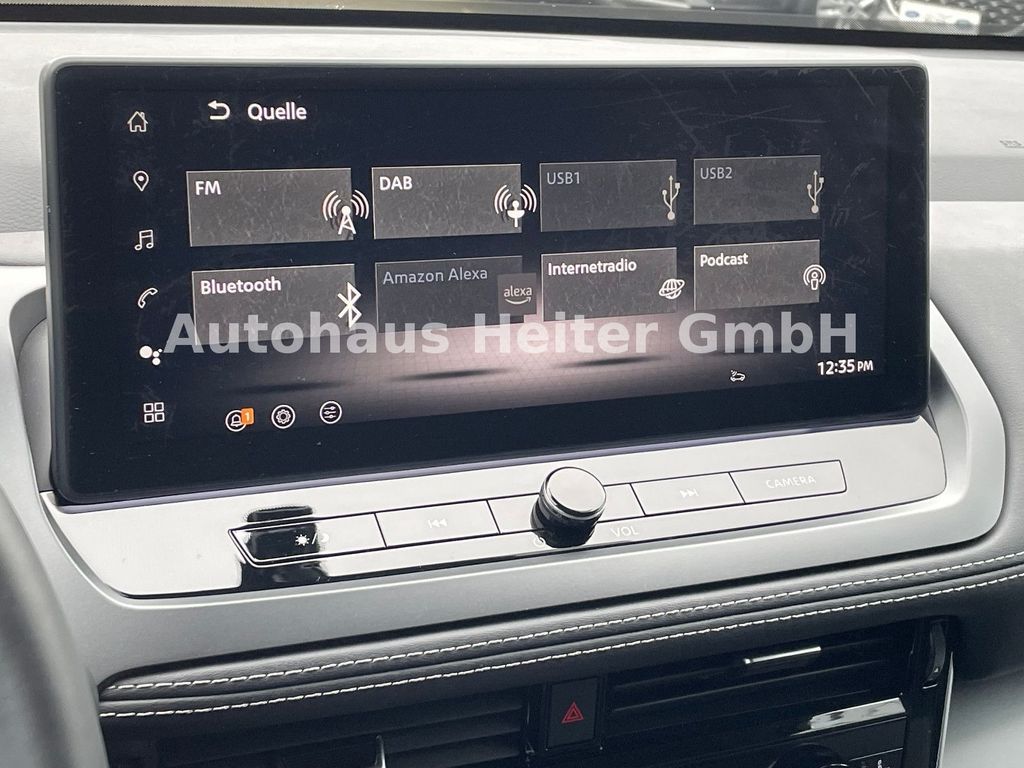 Quelle
FM
DAB
USB1
USB2
Bluetooth
Amazon Alexa
alexa
Internetradio
Podcast
Autohaus Heiter GmbH
12:35 PM
1
VOL
CAMERA